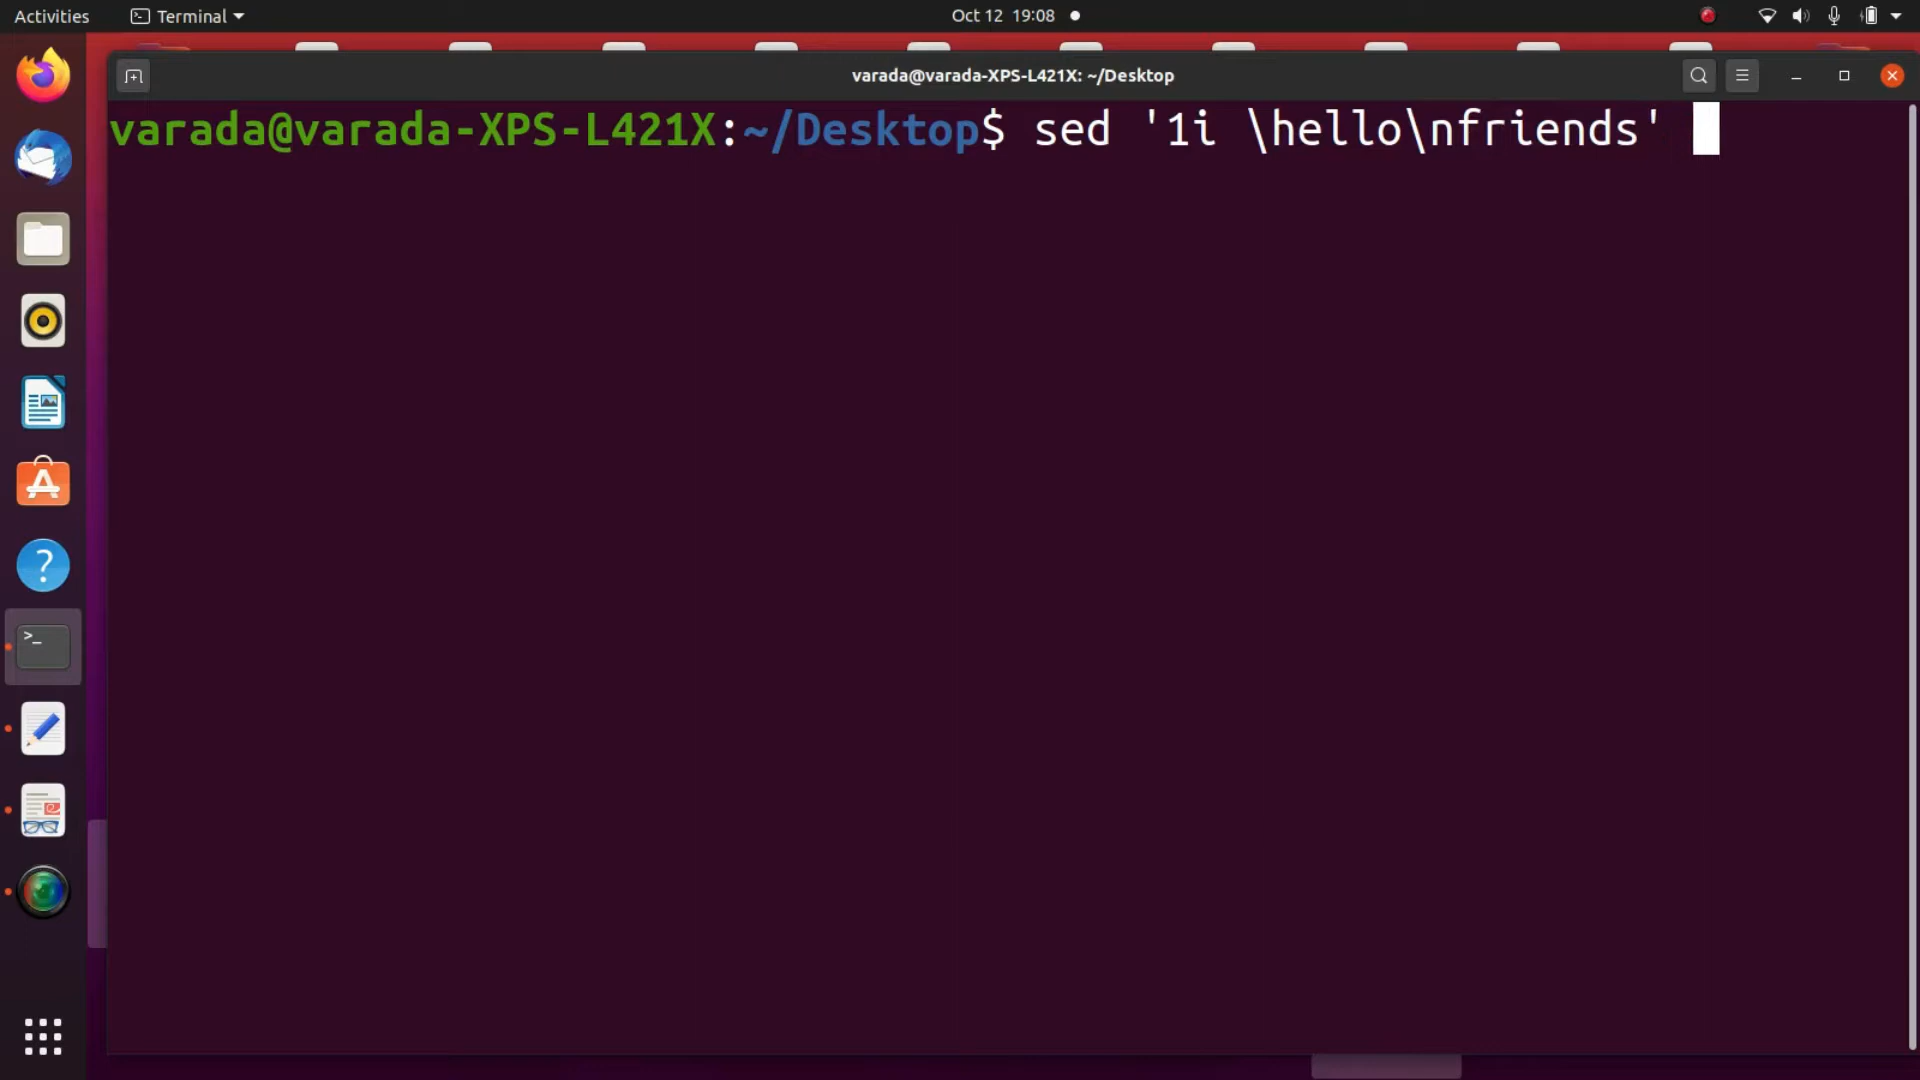 Activities Terminal Oct 12 19:08
varada@varada-XPS-L421X: ~/Desktop
varada@varada-XPS-L421X:~/Desktop$ sed '1i \hello\nfriends'